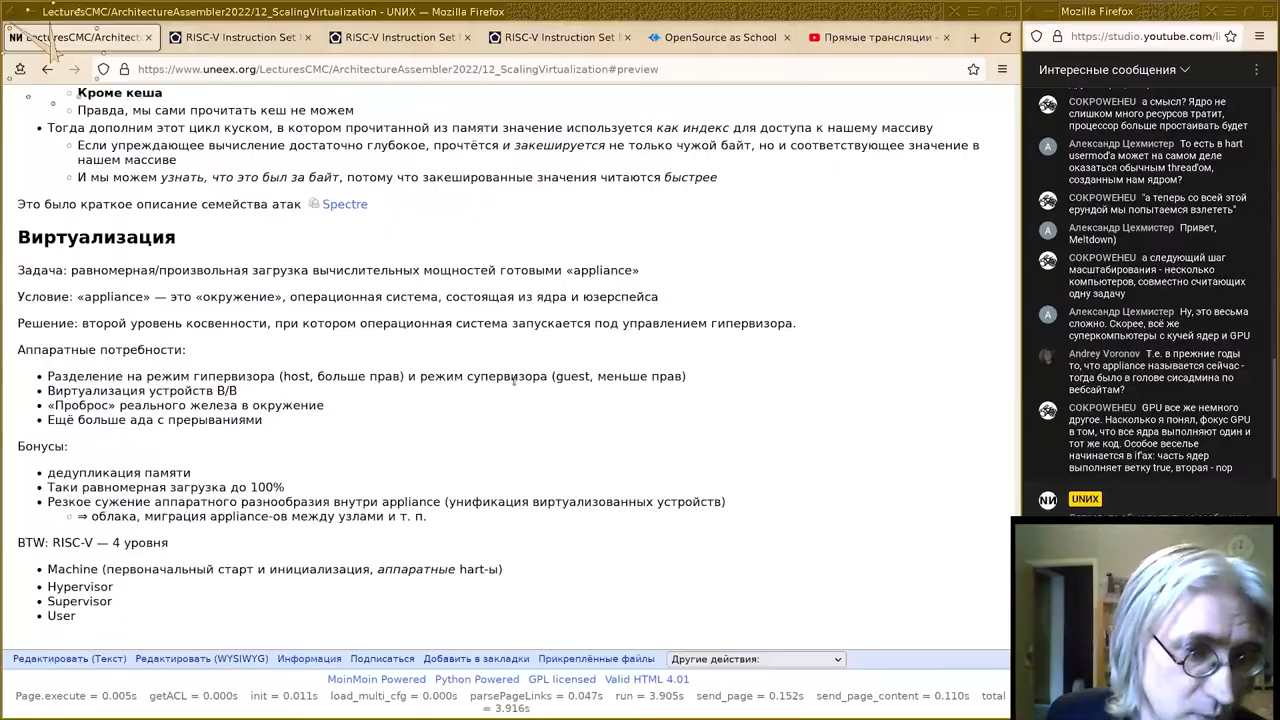 LecturesCMC/ArchitectureAssembler2022/12_ScalingVirtualization - UNИX — Mozilla Firefox
Mozilla Firefox
LecturesCMC/Architect
RISC-V Instruction Set
RISC-V Instruction Set
RISC-V Instruction Set
OpenSource as School
Прямые трансляции -
https://studio.youtube.com/li
https://www.uneex.org/LecturesCMC/ArchitectureAssembler2022/12_ScalingVirtualization#preview
Кроме кеша
Правда, мы сами прочитать кеш не можем
Тогда дополним этот цикл куском, в котором прочитанной из памяти значение используется как индекс для доступа к нашему массиву
Если упреждающее вычисление достаточно глубокое, прочтётся и закешируется не только чужой байт, но и соответствующее значение в
нашем массиве
И мы можем узнать, что это был за байт, потому что закешированные значения читаются быстрее
Это было краткое описание семейства атак Spectre
Виртуализация
Задача: равномерная/произвольная загрузка вычислительных мощностей готовыми «appliance»
Условие: «appliance» — это «окружение», операционная система, состоящая из ядра и юзерспейса
Решение: второй уровень косвенности, при котором операционная система запускается под управлением гипервизора.
Аппаратные потребности:
Разделение на режим гипервизора (host, больше прав) и режим супервизора (guest, меньше прав)
Виртуализация устройств В/В
«Проброс» реального железа в окружение
Ещё больше ада с прерываниями
Бонусы:
дедупликация памяти
Таки равномерная загрузка до 100%
Резкое сужение аппаратного разнообразия внутри appliance (унификация виртуализованных устройств)
⇒ облака, миграция appliance-ов между узлами и т. п.
BTW: RISC-V — 4 уровня
Machine (первоначальный старт и инициализация, аппаратные hart-ы)
Hypervisor
Supervisor
User
Редактировать (Текст) Редактировать (WYSIWYG) Информация Подписаться Добавить в закладки Прикреплённые файлы Другие действия:
MoinMoin Powered Python Powered GPL licensed Valid HTML 4.01
Page.execute = 0.005s getACL = 0.000s init = 0.011s load_multi_cfg = 0.000s parsePageLinks = 0.047s run = 3.905s send_page = 0.152s send_page_content = 0.110s total
= 3.916s
Интересные сообщения
COKPOWEHEU а смысл? Ядро не
слишком много ресурсов тратит,
процессор больше простаивать будет
Александр Цехмистер То есть в hart
usermod'а может на самом деле
оказаться обычным thread'ом,
созданным нам ядром?
COKPOWEHEU "а теперь со всей этой
ерундой мы попытаемся взлететь"
Александр Цехмистер Привет,
Meltdown)
COKPOWEHEU а следующий шаг
масштабирования - несколько
компьютеров, совместно считающих
одну задачу
Александр Цехмистер Ну, это весьма
сложно. Скорее, всё же
суперкомпьютеры с кучей ядер и GPU
Andrey Voronov Т.е. в прежние годы
то, что appliance называется сейчас -
тогда было в голове сисадмина по
вебсайтам?
COKPOWEHEU GPU все же немного
другое. Насколько я понял, фокус GPU
в том, что все ядра выполняют один и
тот же код. Особое веселье
начинается в if'ах: часть ядер
выполняет ветку true, вторая - nop
UNИX